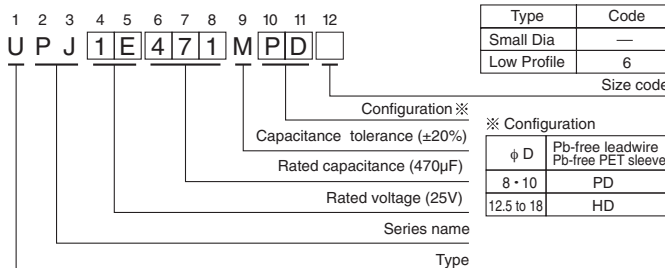 1 2 3 4 5 6 7 8 9 10 11 12
U P J 1 E 4 7 1 M P D
Configuration※
Capacitance tolerance (±20%)
Rated capacitance (470µF)
Rated voltage (25V)
Series name
Type
Type Code
Small Dia —
Low Profile 6
Size code
※ Configuration
ϕ D Pb-free leadwire
Pb-free PET sleeve
8 • 10 PD
12.5 to 18 HD